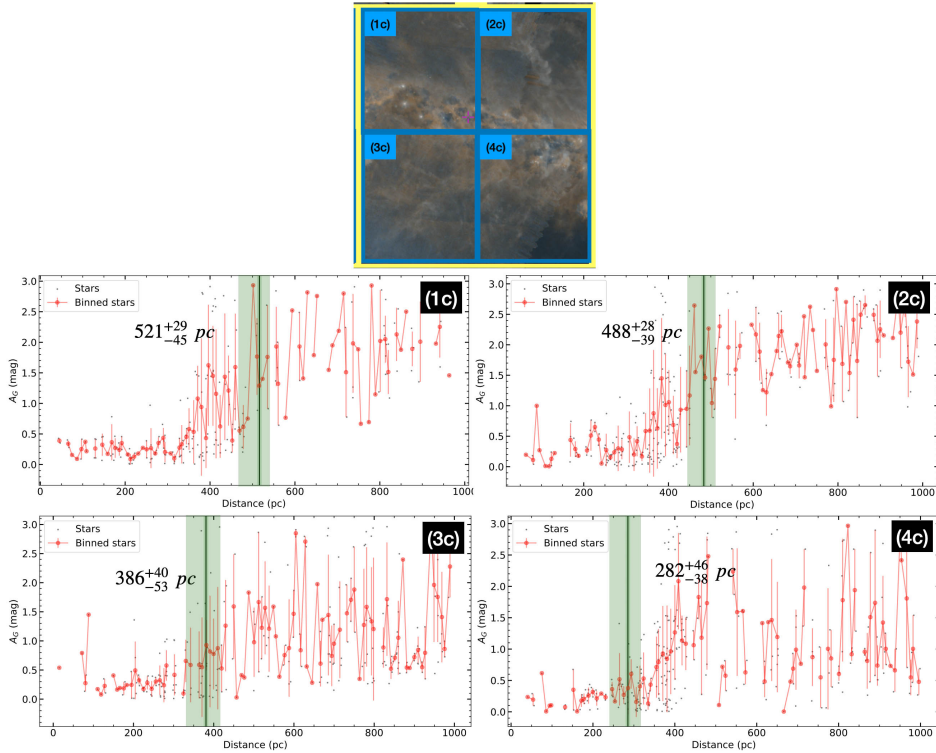 (1c) (2c)
(3c) (4c)
3.0
2.5
2.0
1.5
1.0
0.5
0.0
A_G (mag)
Stars
Binned stars
521^{+29}_{-45} pc
(1c)
0 200 400 600 800 1000
Distance (pc)
3.0
2.5
2.0
1.5
1.0
0.5
0.0
A_G (mag)
Stars
Binned stars
488^{+28}_{-39} pc
(2c)
200 400 600 800 1000
Distance (pc)
3.0
2.5
2.0
1.5
1.0
0.5
0.0
A_G (mag)
Stars
Binned stars
386^{+40}_{-53} pc
(3c)
0 200 400 600 800 1000
Distance (pc)
3.0
2.5
2.0
1.5
1.0
0.5
0.0
A_G (mag)
Stars
Binned stars
282^{+46}_{-38} pc
(4c)
0 200 400 600 800 1000
Distance (pc)